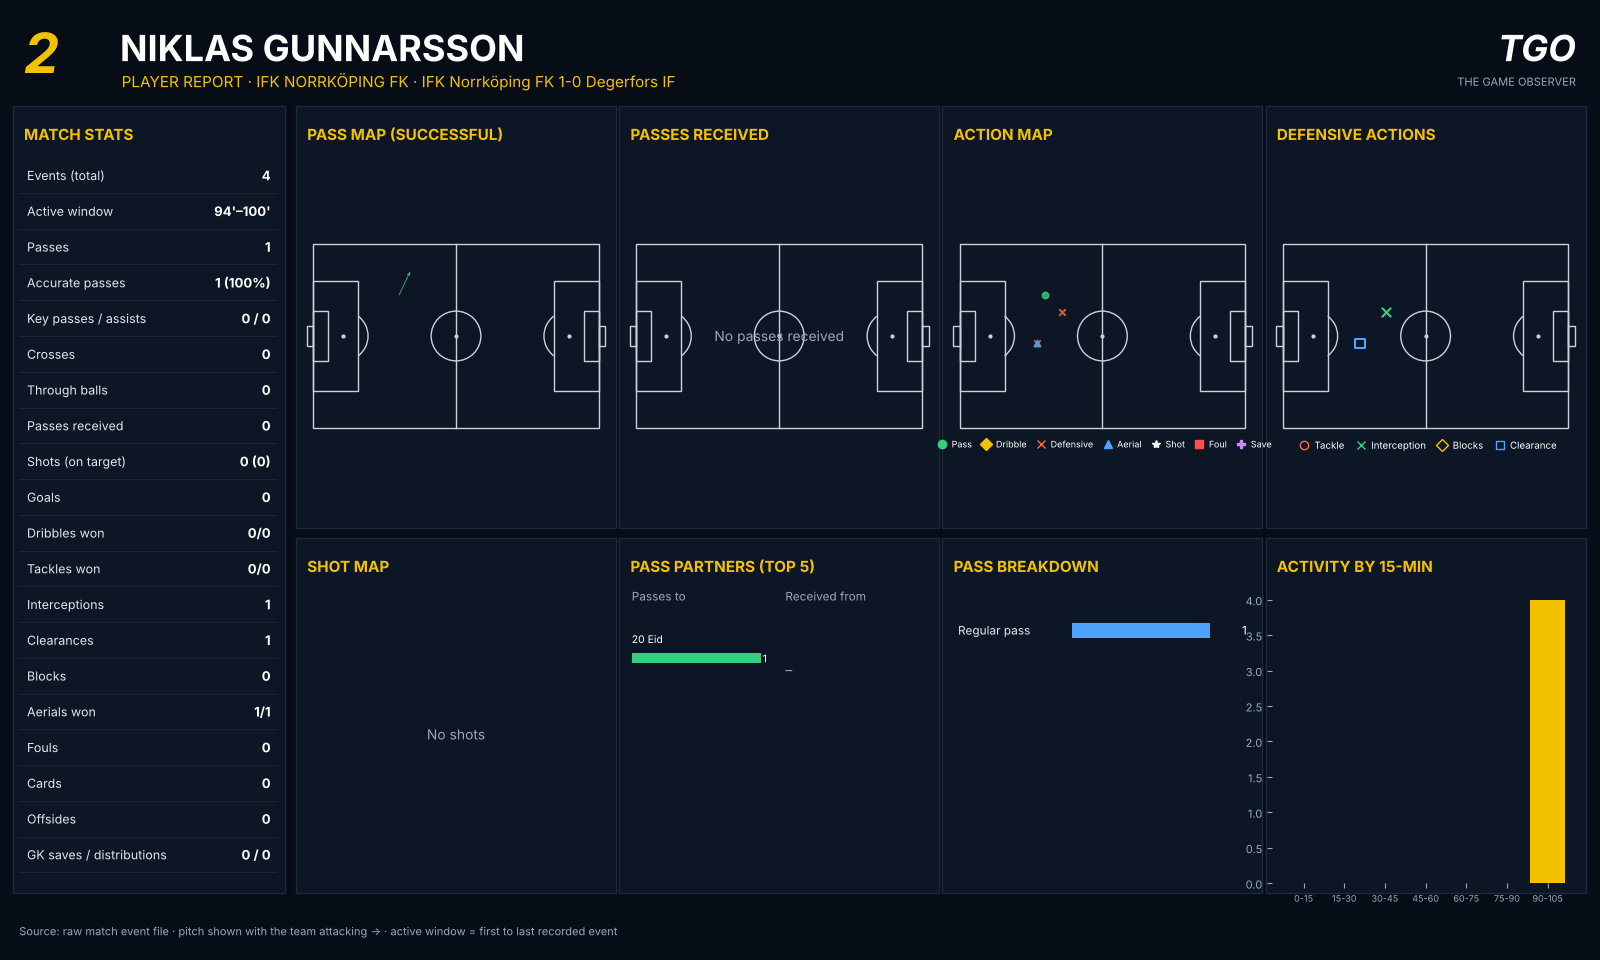 2
NIKLAS GUNNARSSON
PLAYER REPORT · IFK NORRKÖPING FK · IFK Norrköping FK 1-0 Degerfors IF
TGO
THE GAME OBSERVER
MATCH STATS
Events (total) 4
Active window 94'–100'
Passes 1
Accurate passes 1 (100%)
Key passes / assists 0 / 0
Crosses 0
Through balls 0
Passes received 0
Shots (on target) 0 (0)
Goals 0
Dribbles won 0/0
Tackles won 0/0
Interceptions 1
Clearances 1
Blocks 0
Aerials won 1/1
Fouls 0
Cards 0
Offsides 0
GK saves / distributions 0 / 0
PASS MAP (SUCCESSFUL)
PASSES RECEIVED
No passes received
ACTION MAP
Pass Dribble Defensive Aerial Shot Foul Save
DEFENSIVE ACTIONS
Tackle Interception Blocks Clearance
SHOT MAP
No shots
PASS PARTNERS (TOP 5)
Passes to Received from
20 Eid
1
–
PASS BREAKDOWN
Regular pass 1
ACTIVITY BY 15-MIN
4.0
3.5
3.0
2.5
2.0
1.5
1.0
0.5
0.0
0-15 15-30 30-45 45-60 60-75 75-90 90-105
Source: raw match event file · pitch shown with the team attacking → · active window = first to last recorded event